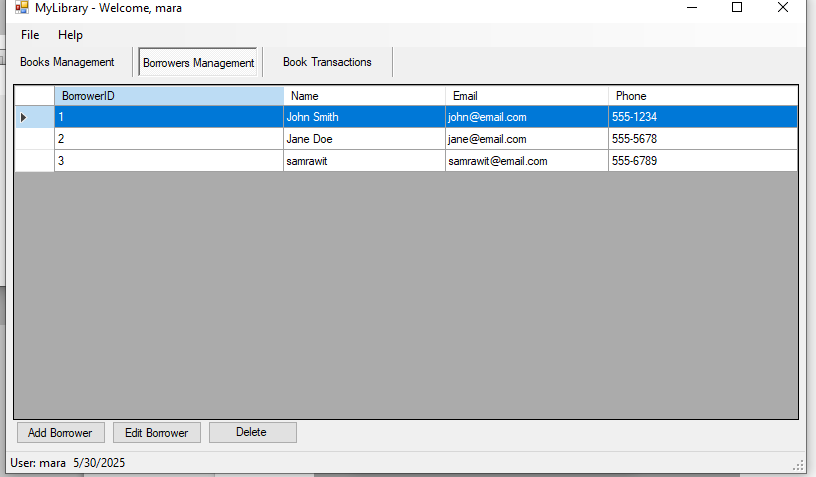 MyLibrary - Welcome, mara
File Help
Books Management Borrowers Management Book Transactions
BorrowerID Name Email Phone
1 John Smith john@email.com 555-1234
2 Jane Doe jane@email.com 555-5678
3 samrawit samrawit@email.com 555-6789
Add Borrower Edit Borrower Delete
User: mara 5/30/2025